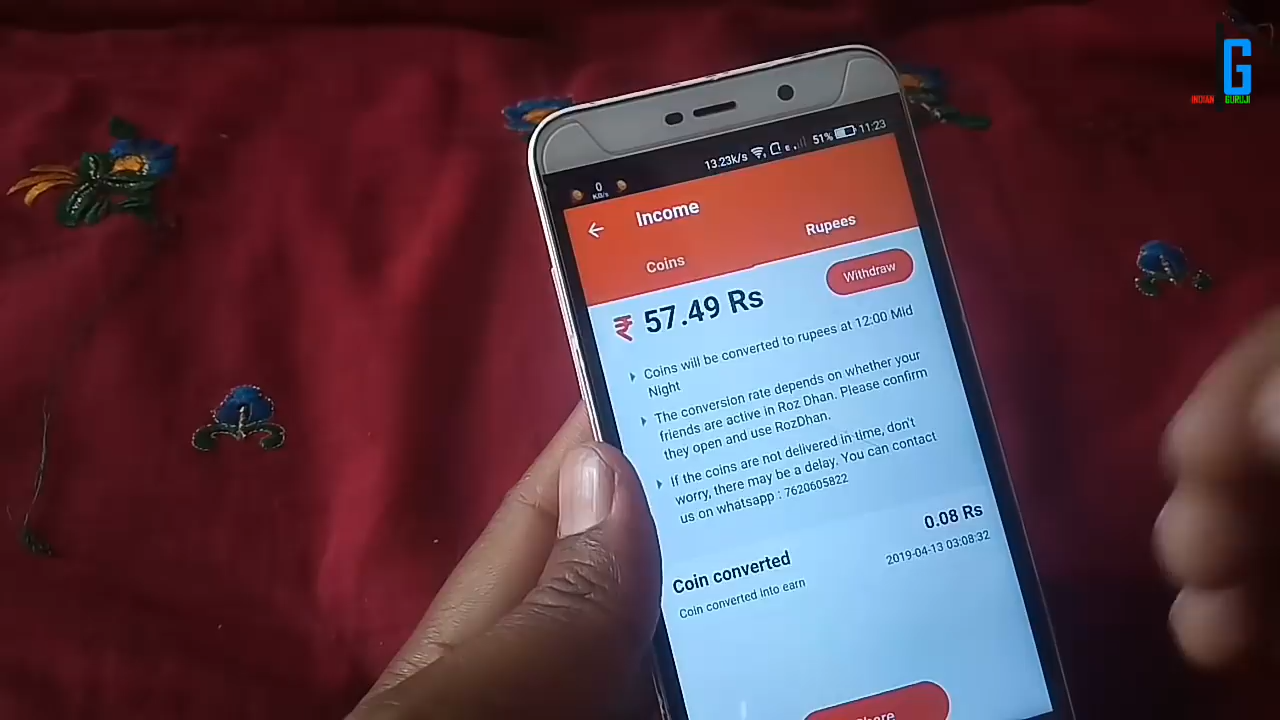 G
INDIAN GURUJI
13.23k/s 51% 11:23
0
KB/s
Income
Coins Rupees
₹ 57.49 Rs
Withdraw
Coins will be converted to rupees at 12:00 Mid
Night
The conversion rate depends on whether your
friends are active in Roz Dhan. Please confirm
they open and use RozDhan.
If the coins are not delivered in time, don't
worry, there may be a delay. You can contact
us on whatsapp : 7620605822
0.08 Rs
Coin converted
2019-04-13 03:08:32
Coin converted into earn
Share